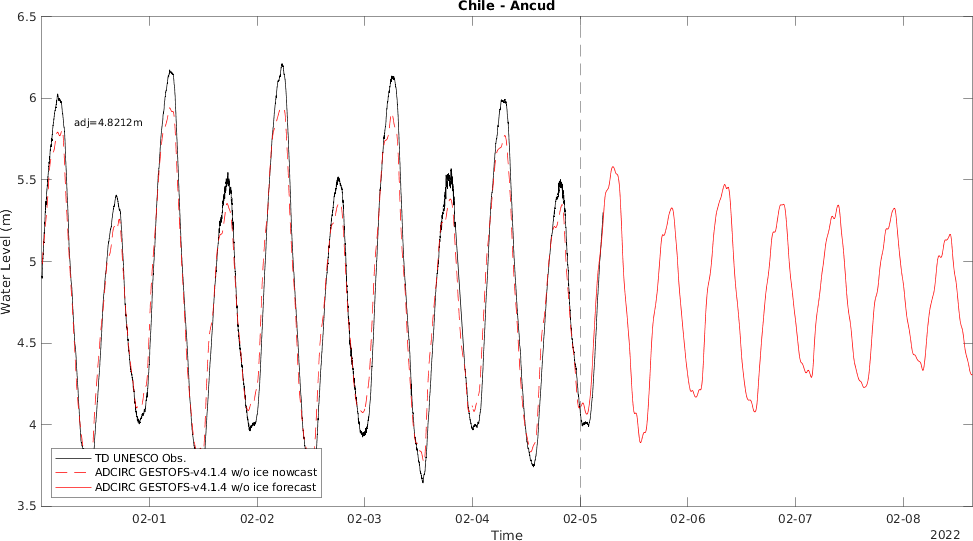 Chile - Ancud
6.5
6
5.5
5
4.5
4
3.5
Water Level (m)
adj=4.8212m
TD UNESCO Obs.
ADCIRC GESTOFS-v4.1.4 w/o ice nowcast
ADCIRC GESTOFS-v4.1.4 w/o ice forecast
02-01 02-02 02-03 02-04 02-05 02-06 02-07 02-08
Time
2022